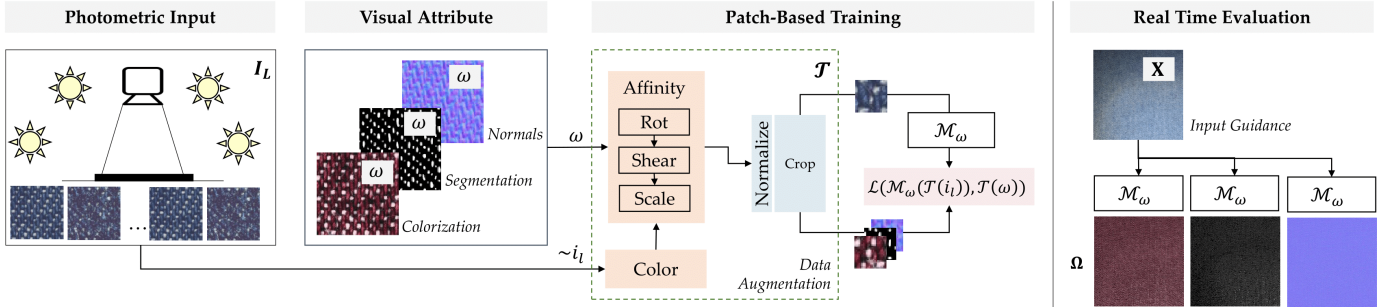 Photometric Input
Visual Attribute
Patch-Based Training
Real Time Evaluation
I_L
ω
Normals
ω
Segmentation
ω
Colorization
ω
~i_l
Affinity
Rot
Shear
Scale
Color
𝒯
Normalize
Crop
Data
Augmentation
ℳ_ω
ℒ(ℳ_ω(𝒯(i_l)), 𝒯(ω))
X
Input Guidance
ℳ_ω
ℳ_ω
ℳ_ω
Ω
...